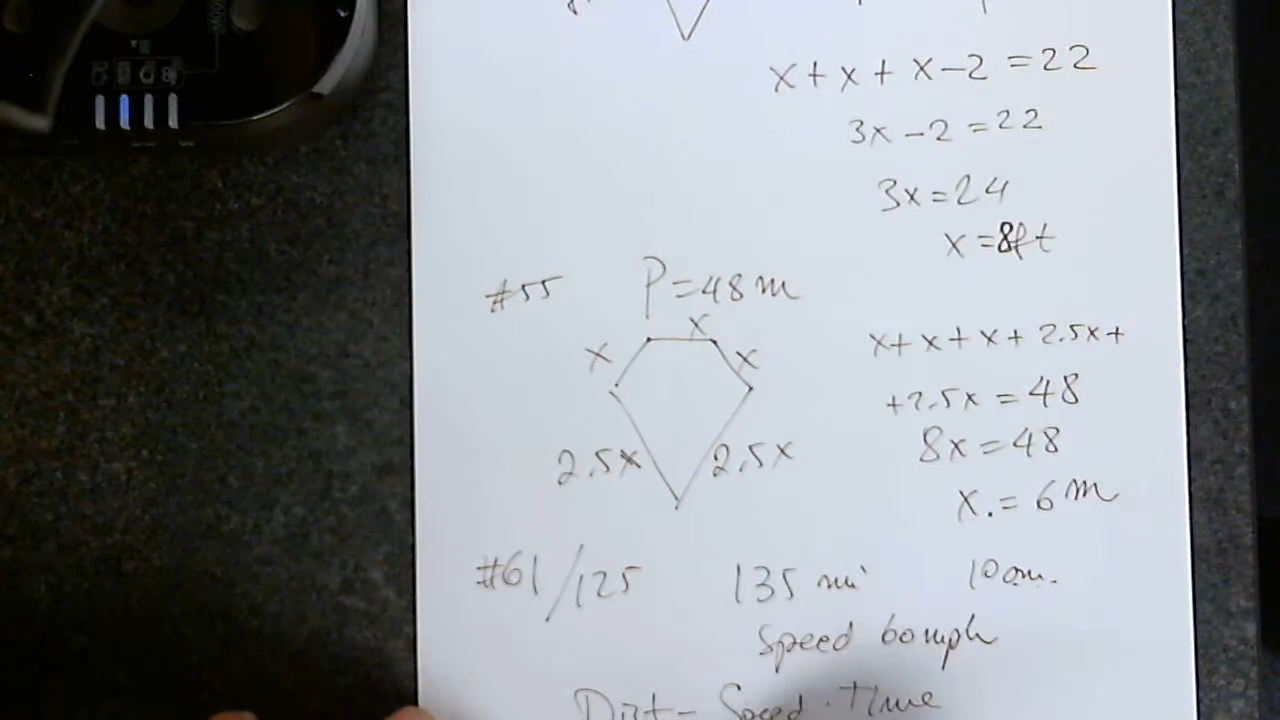 x + x + x - 2 = 22
3x - 2 = 22
3x = 24
x = 8ft
#55 P = 48 m
x
x
x
2.5x
2.5x
x + x + x + 2.5x +
+2.5x = 48
8x = 48
x. = 6 m
#61/125 135 mi
Speed 60mph
Dist = Speed · Time